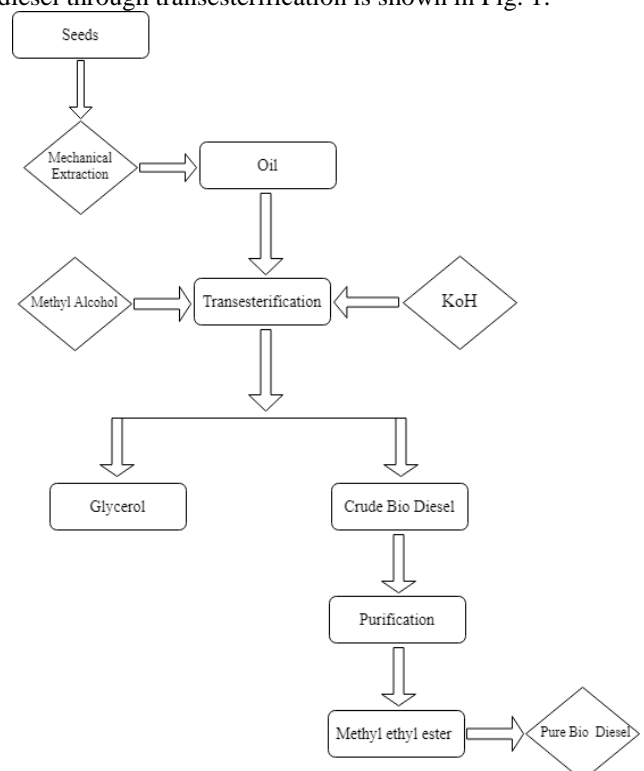 diesel through transesterification is shown in Fig. 1.
Seeds
Mechanical
Extraction
Oil
Methyl Alcohol
Transesterification
KoH
Glycerol
Crude Bio Diesel
Purification
Methyl ethyl ester
Pure Bio Diesel